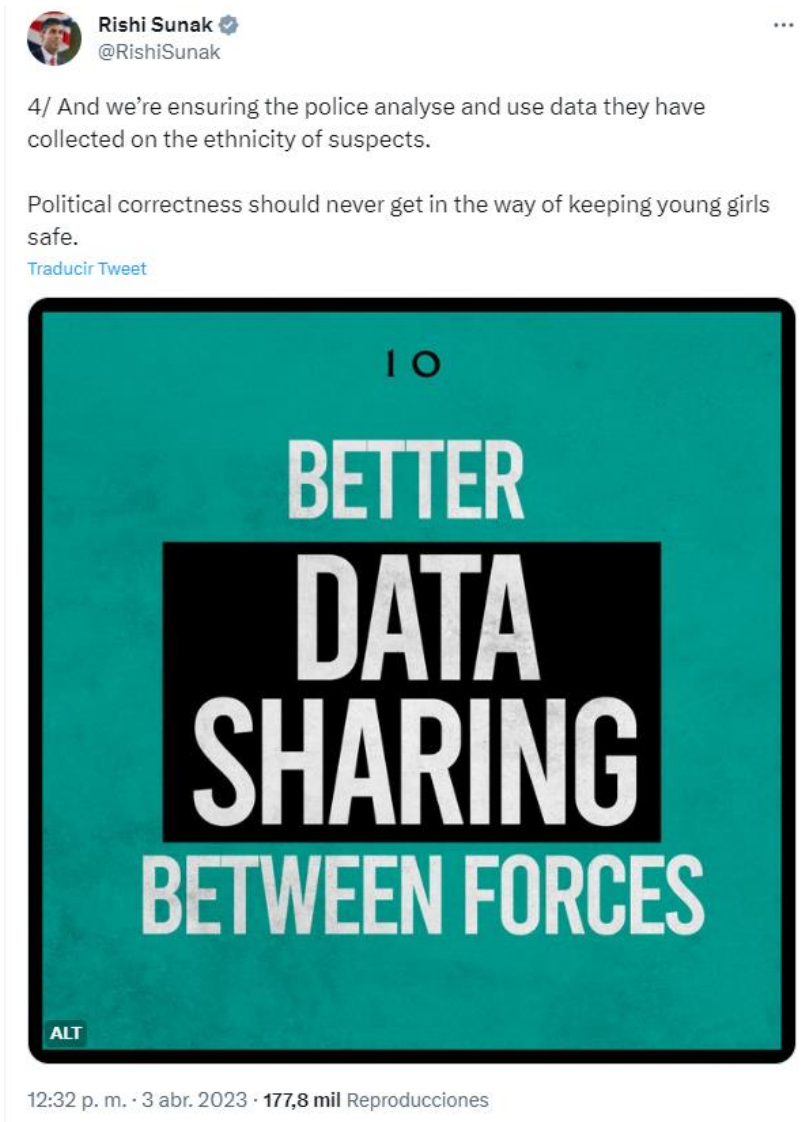 Rishi Sunak
@RishiSunak
4/ And we’re ensuring the police analyse and use data they have
collected on the ethnicity of suspects.
Political correctness should never get in the way of keeping young girls
safe.
Traducir Tweet
10
BETTER
DATA
SHARING
BETWEEN FORCES
ALT
12:32 p. m. · 3 abr. 2023 · 177,8 mil Reproducciones